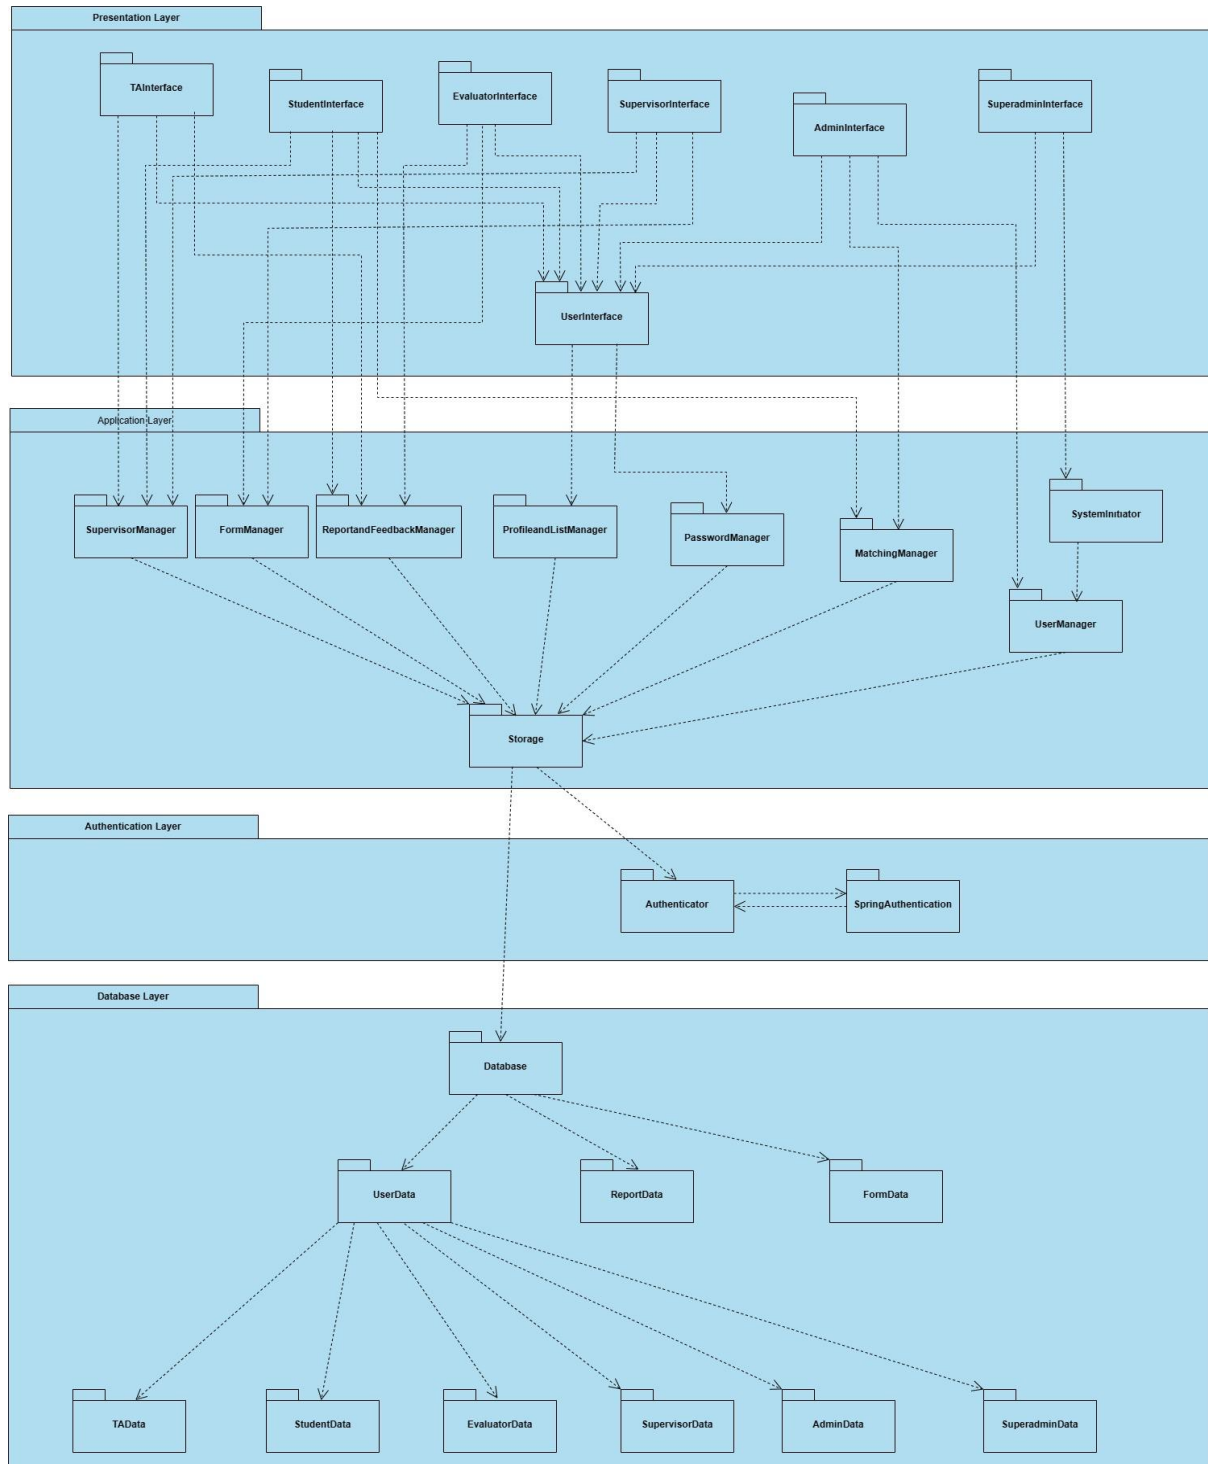 Presentation Layer
TAInterface
StudentInterface
EvaluatorInterface
SupervisorInterface
AdminInterface
SuperadminInterface
UserInterface
Application Layer
SupervisorManager
FormManager
ReportandFeedbackManager
ProfileandListManager
PasswordManager
MatchingManager
SystemInitiator
UserManager
Storage
Authentication Layer
Authenticator
SpringAuthentication
Database Layer
Database
UserData
ReportData
FormData
TAData
StudentData
EvaluatorData
SupervisorData
AdminData
SuperadminData